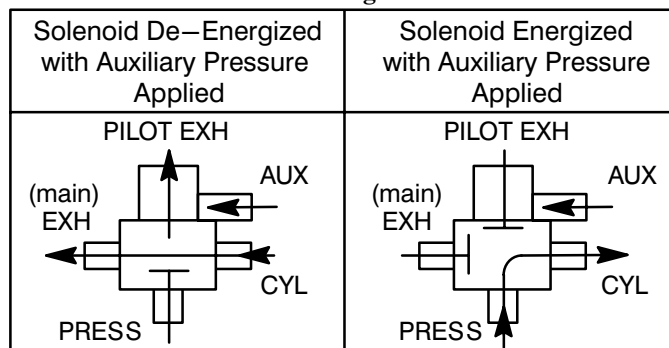 Solenoid De–Energized
with Auxiliary Pressure
Applied
Solenoid Energized
with Auxiliary Pressure
Applied
PILOT EXH
AUX
(main)
EXH
CYL
PRESS
PILOT EXH
AUX
(main)
EXH
CYL
PRESS